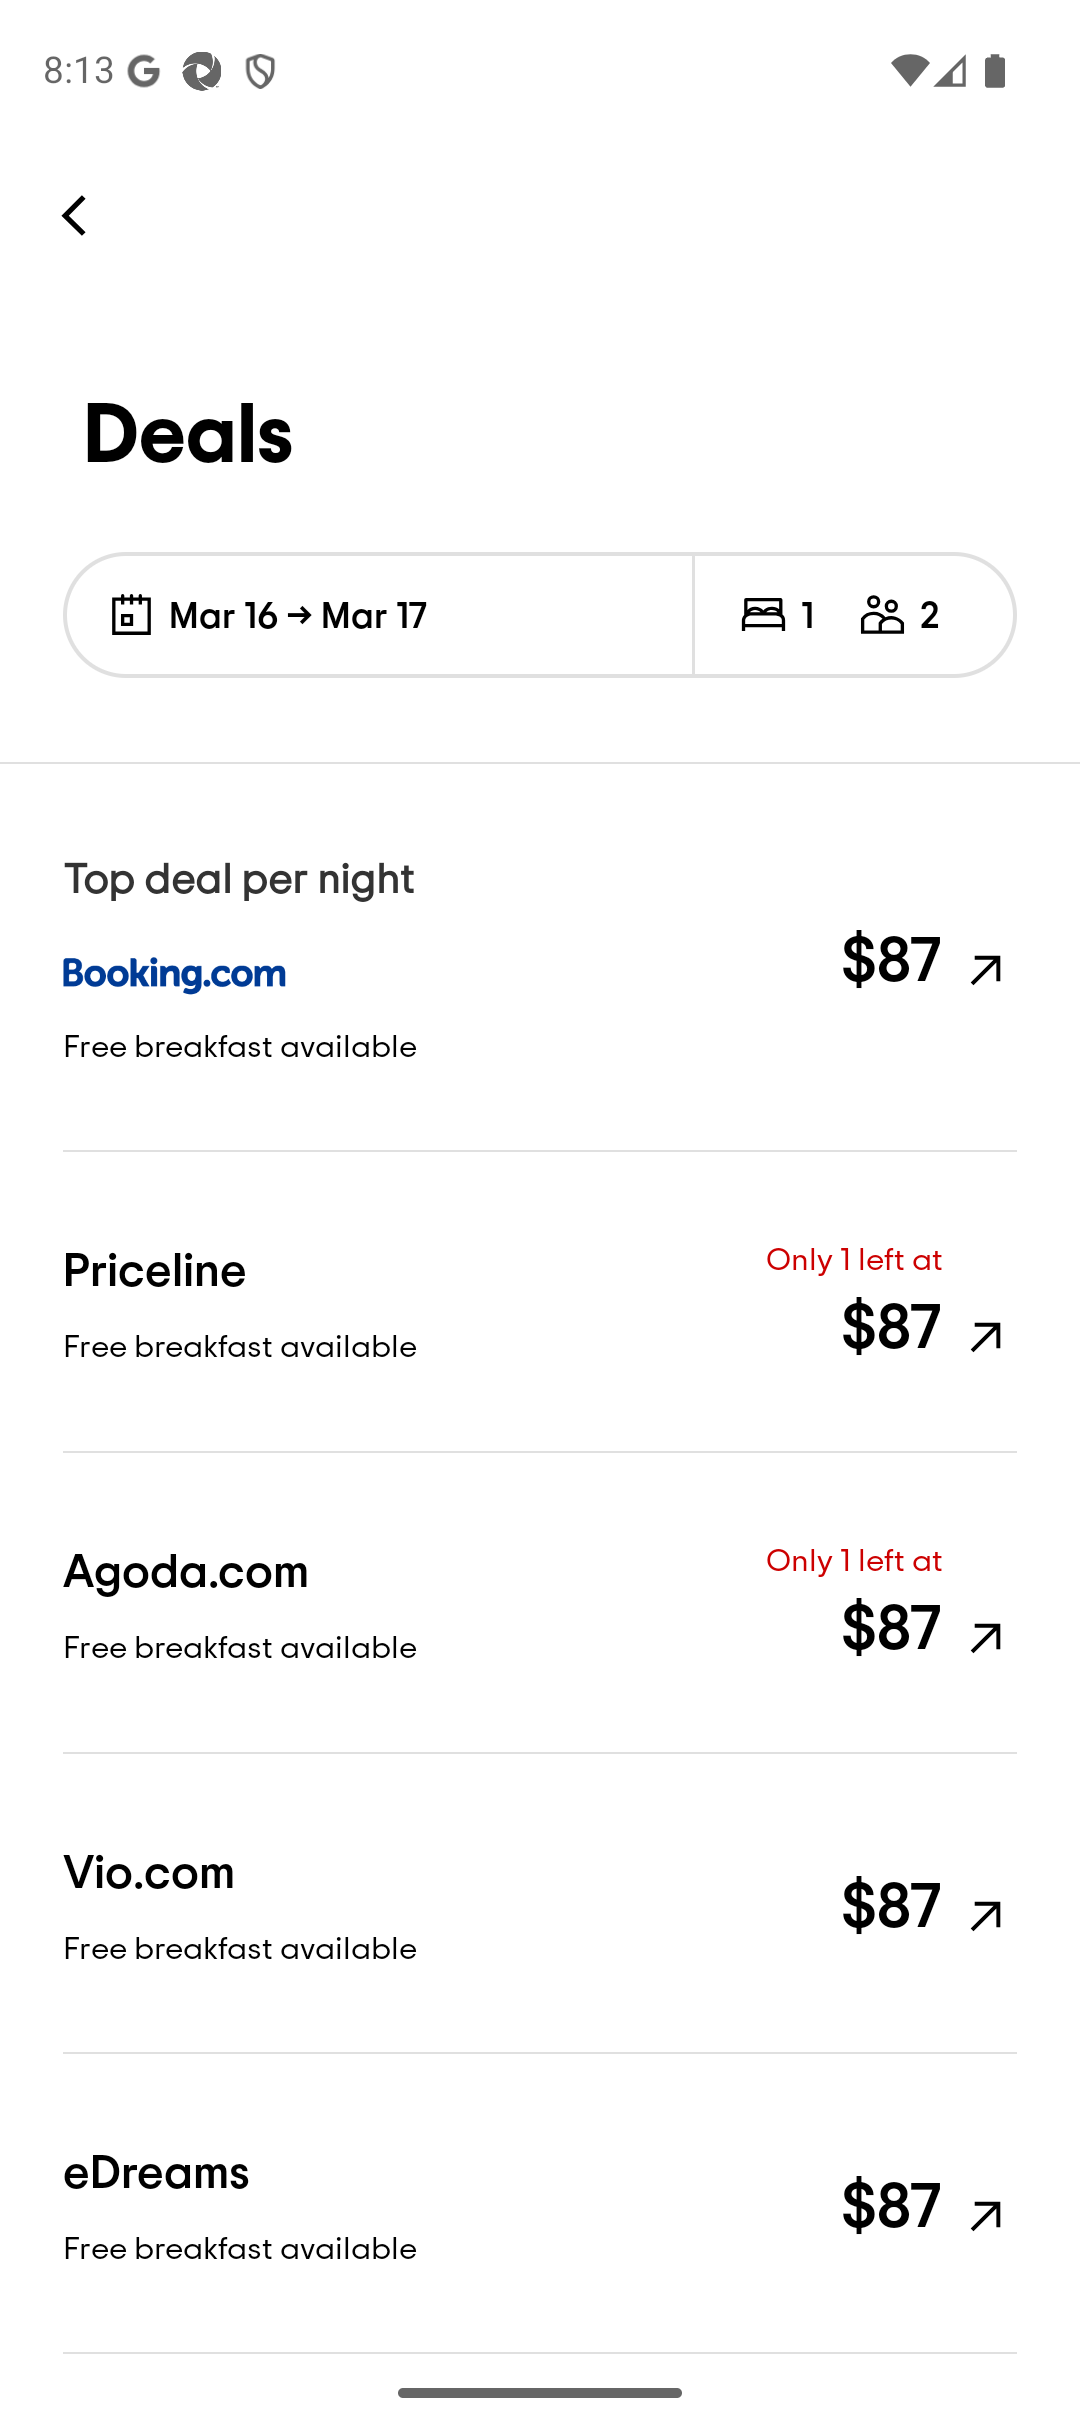 8:13
Deals
Mar 16 → Mar 17
1
2
Top deal per night
Booking.com
$87
Free breakfast available
Priceline
Only 1 left at
$87
Free breakfast available
Agoda.com
Only 1 left at
$87
Free breakfast available
Vio.com
$87
Free breakfast available
eDreams
$87
Free breakfast available